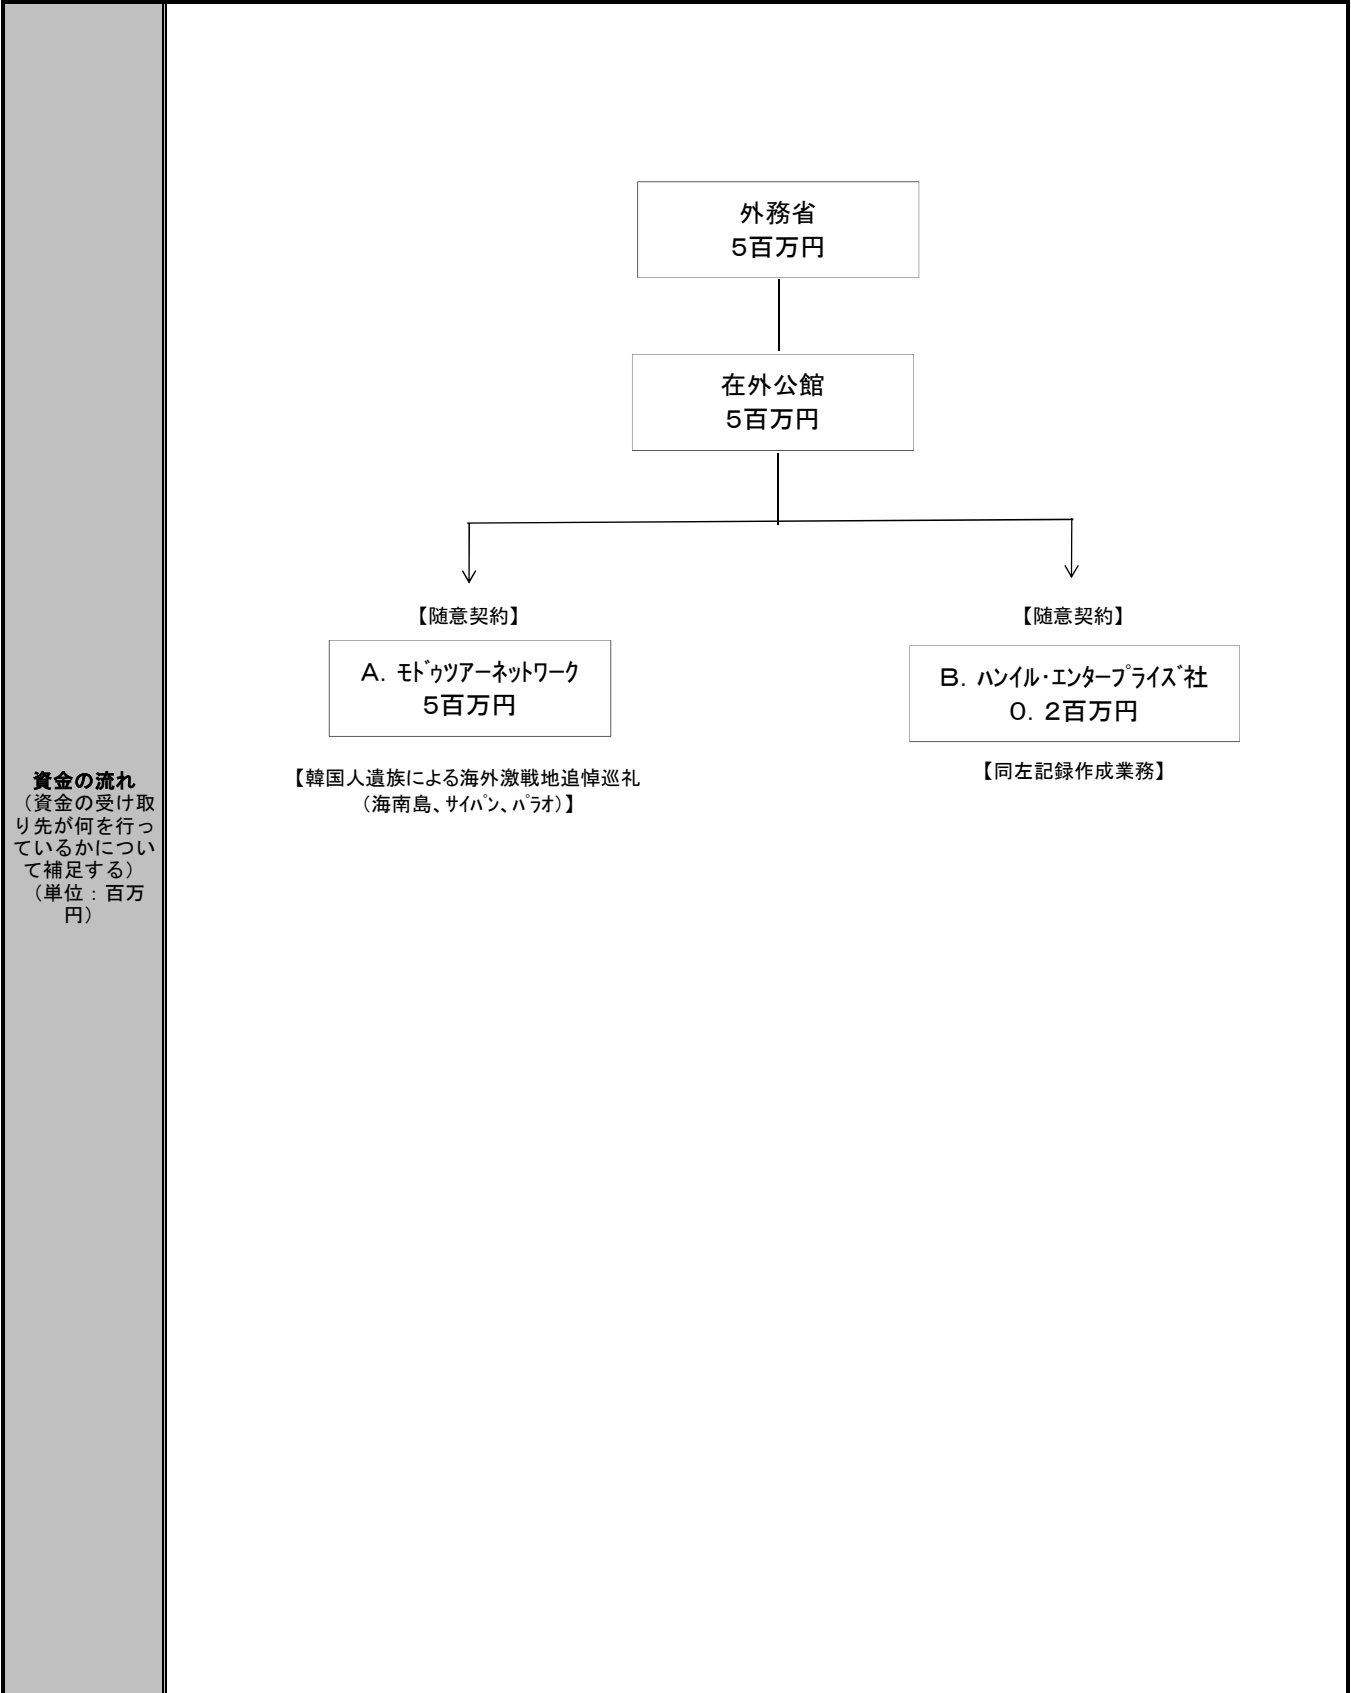 外務省
5百万円
在外公館
5百万円
【随意契約】
A. ﾓﾄﾞｩﾂｱｰﾈｯﾄﾜｰｸ
5百万円
【韓国人遺族による海外激戦地追悼巡礼
（海南島、ｻｲﾊﾟﾝ、ﾊﾟﾗｵ）】
【随意契約】
B. ﾊﾝｲﾙ･ｴﾝﾀｰﾌﾟﾗｲｽﾞ社
0. 2百万円
【同左記録作成業務】
資金の流れ
（資金の受け取
り先が何を行っ
ているかについ
て補足する）
（単位：百万
円）